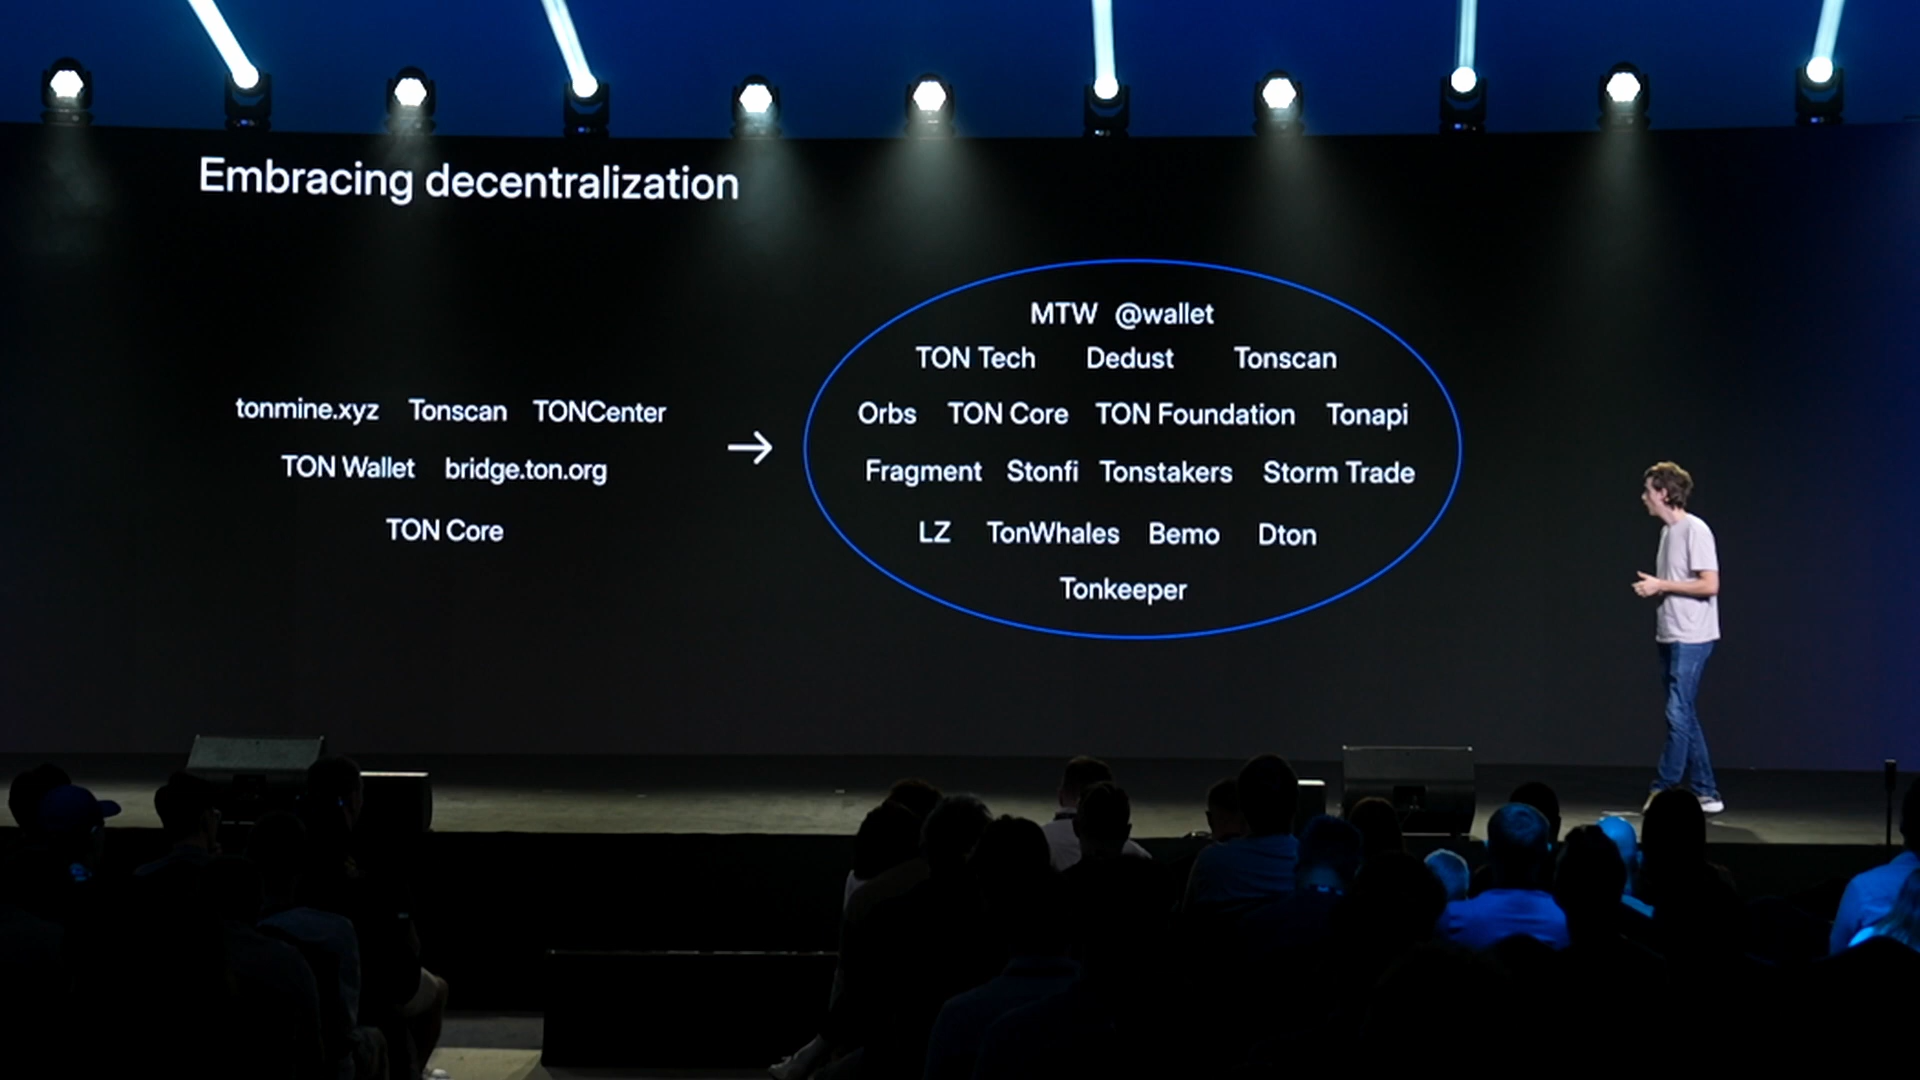 Embracing decentralization
tonmine.xyz Tonscan TONCenter
TON Wallet bridge.ton.org
TON Core
→
MTW @wallet
TON Tech Dedust Tonscan
Orbs TON Core TON Foundation Tonapi
Fragment Stonfi Tonstakers Storm Trade
LZ TonWhales Bemo Dton
Tonkeeper